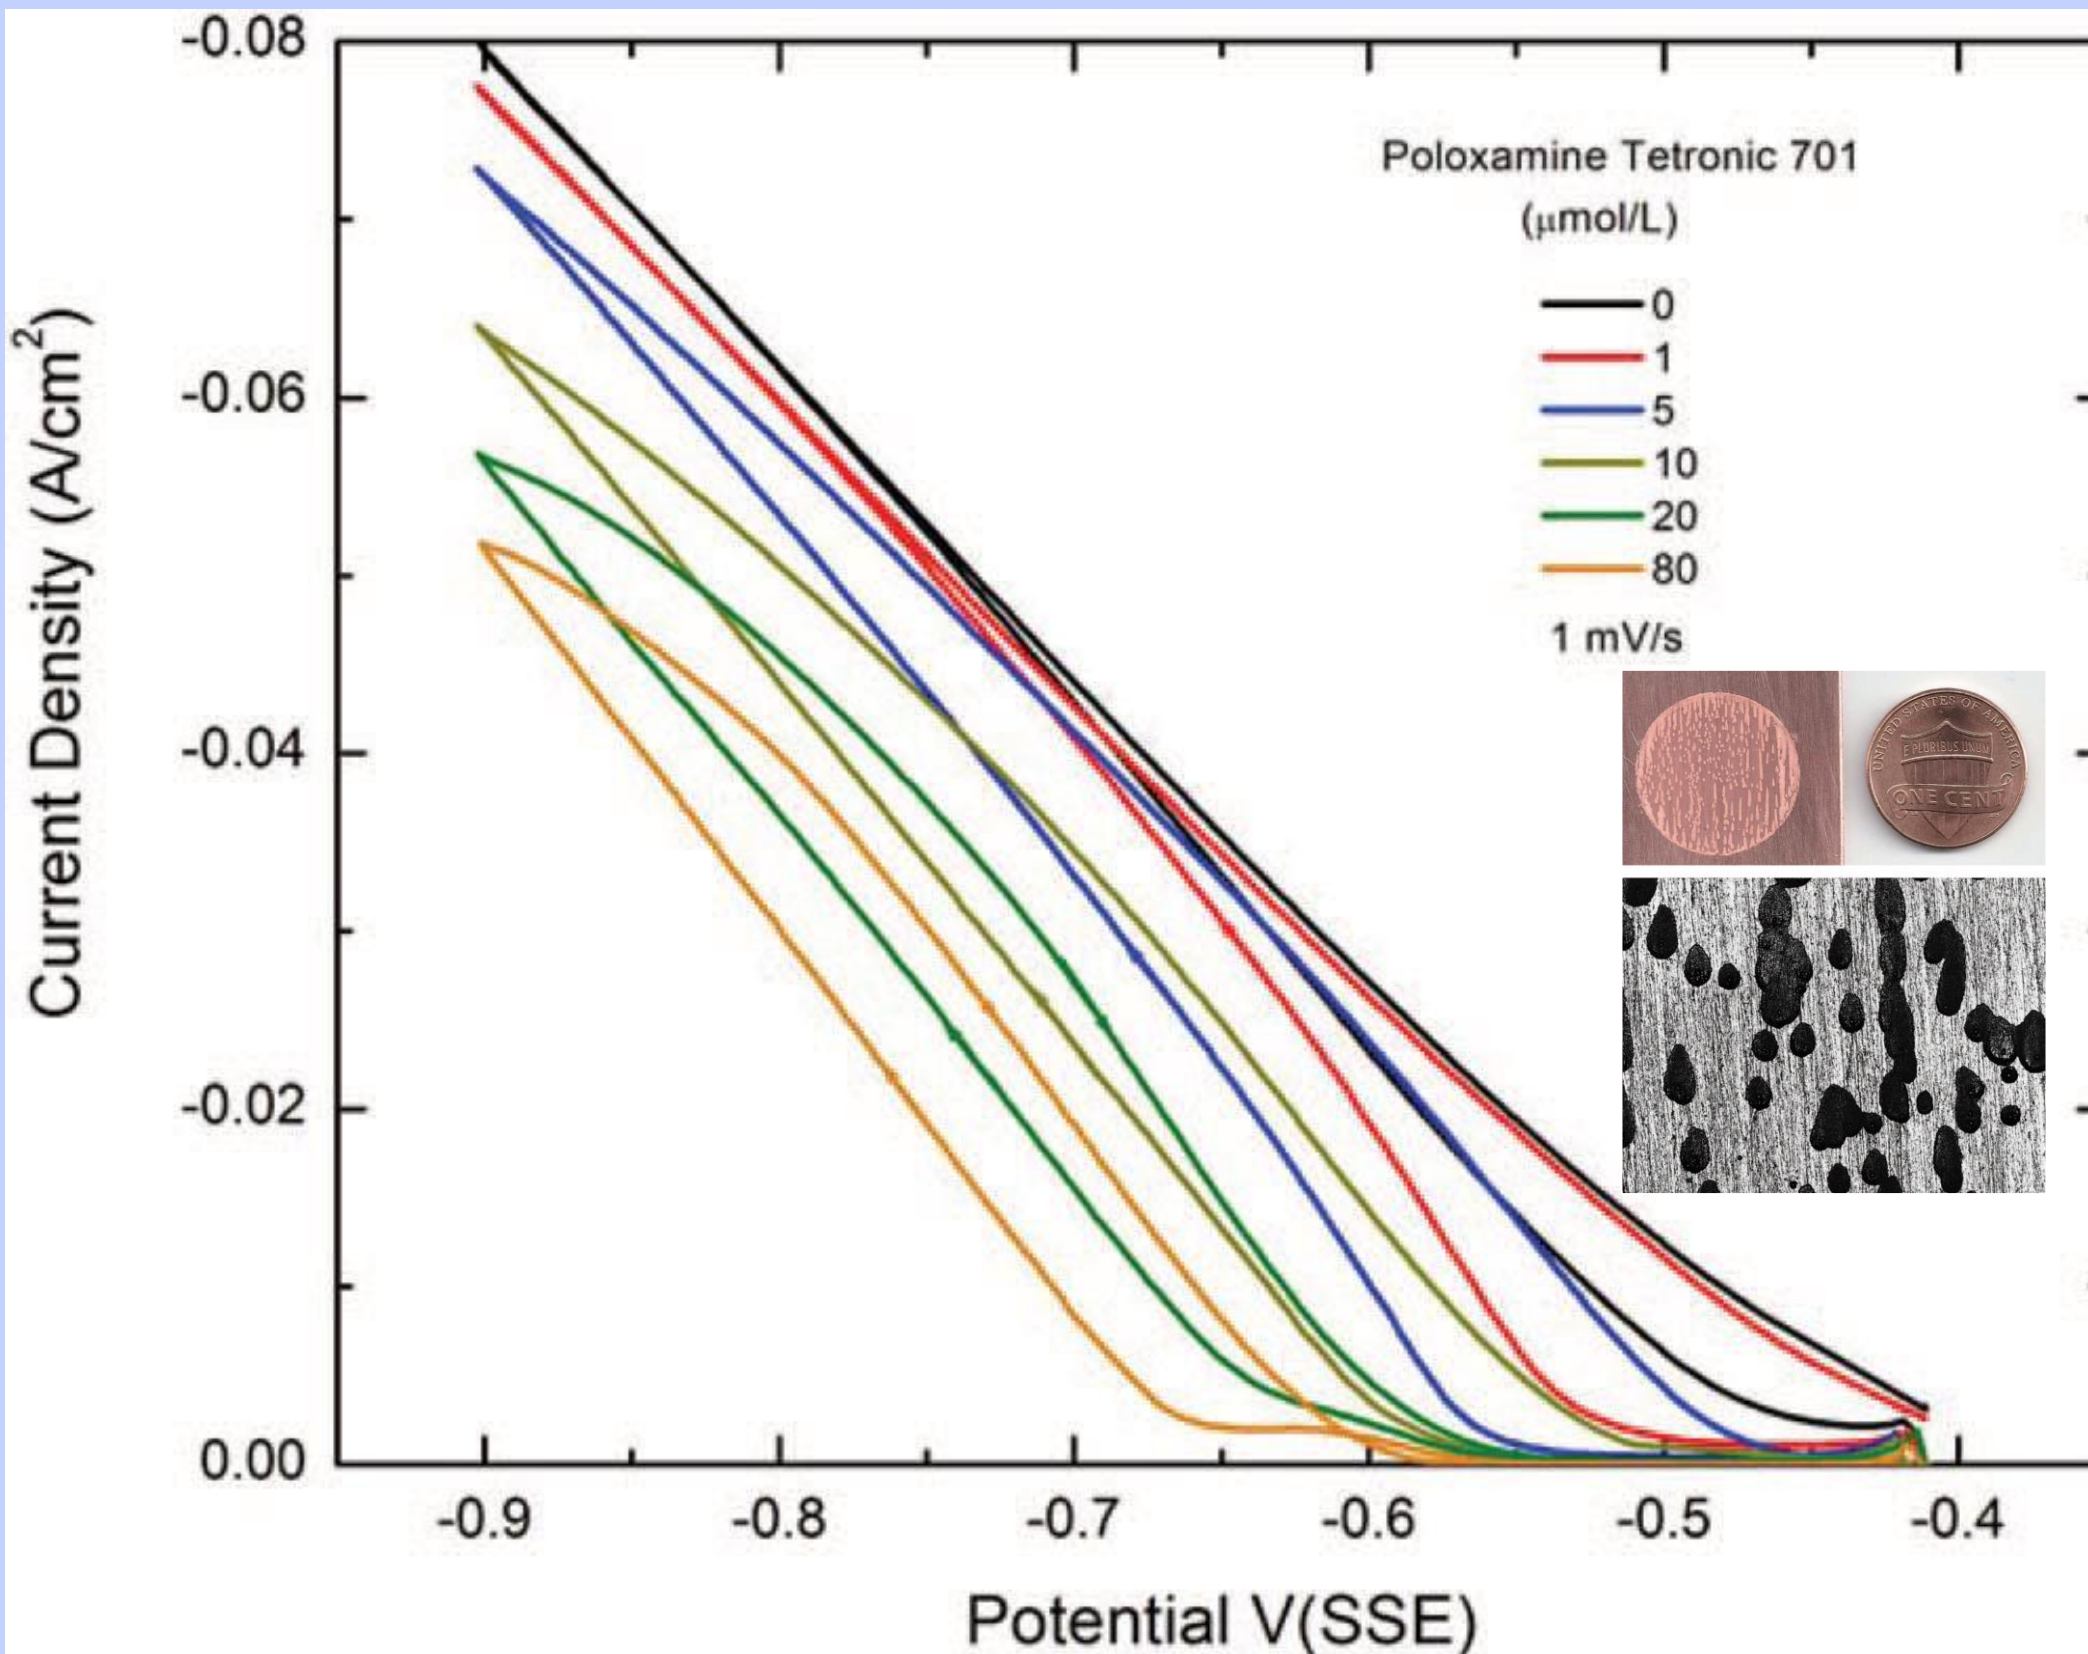 -0.08
-0.06
-0.04
-0.02
0.00
Current Density (A/cm²)
Poloxamine Tetronic 701
(μmol/L)
0
1
5
10
20
80
1 mV/s
UNITED STATES OF AMERICA
E PLURIBUS UNUM
ONE CENT
-0.9 -0.8 -0.7 -0.6 -0.5 -0.4
Potential V(SSE)